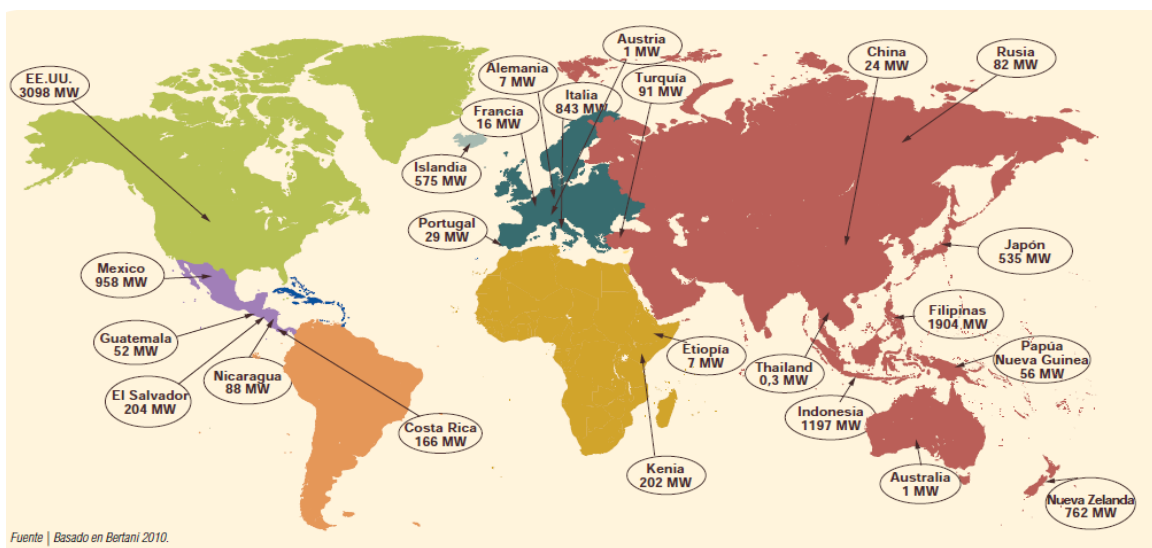 Austria
1 MW
EE.UU.
3098 MW
Alemania
7 MW
Italia
843 MW
Turquía
91 MW
China
24 MW
Rusia
82 MW
Francia
16 MW
Islandia
575 MW
Portugal
29 MW
Japón
535 MW
Mexico
958 MW
Filipinas
1904 MW
Guatemala
52 MW
Etiopía
7 MW
Papúa
Nueva Guinea
56 MW
Nicaragua
88 MW
Thailand
0,3 MW
El Salvador
204 MW
Indonesia
1197 MW
Costa Rica
166 MW
Kenia
202 MW
Australia
1 MW
Nueva Zelanda
762 MW
Fuente | Basado en Bertani 2010.